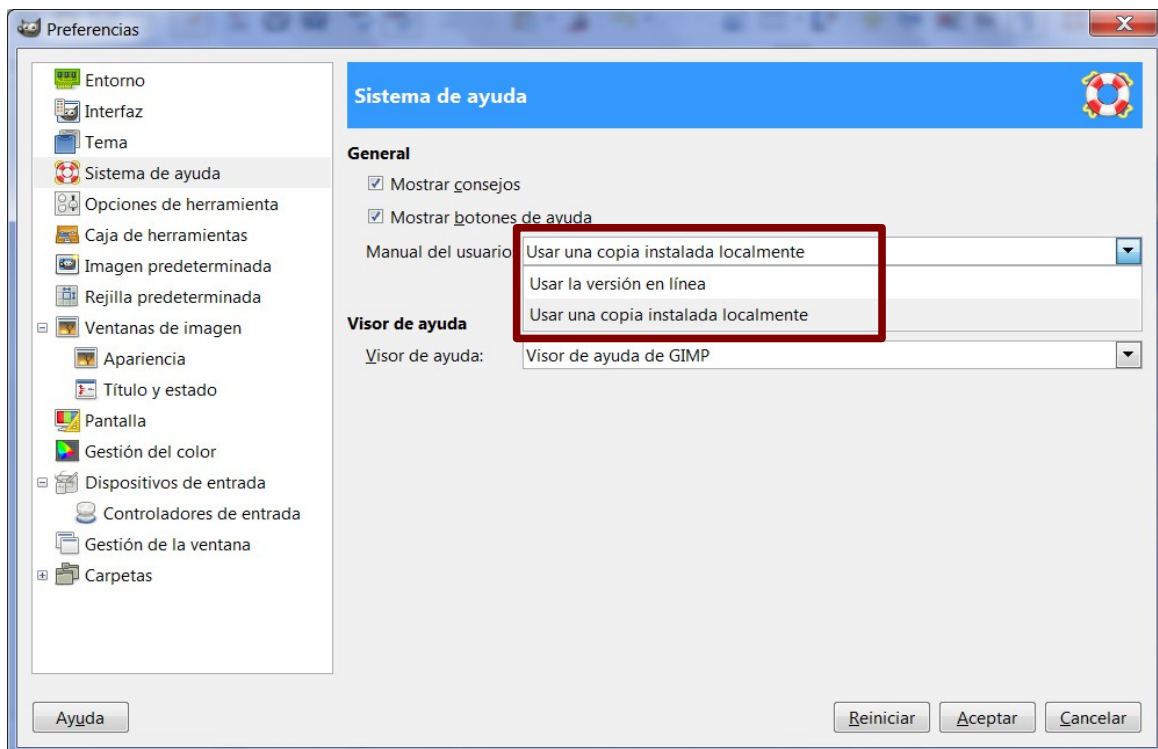 Preferencias
Entorno
Interfaz
Tema
Sistema de ayuda
Opciones de herramienta
Caja de herramientas
Imagen predeterminada
Rejilla predeterminada
Ventanas de imagen
Apariencia
Título y estado
Pantalla
Gestión del color
Dispositivos de entrada
Controladores de entrada
Gestión de la ventana
Carpetas
Sistema de ayuda
General
Mostrar consejos
Mostrar botones de ayuda
Manual del usuario Usar una copia instalada localmente
Usar la versión en línea
Usar una copia instalada localmente
Visor de ayuda
Visor de ayuda: Visor de ayuda de GIMP
Ayuda Reiniciar Aceptar Cancelar